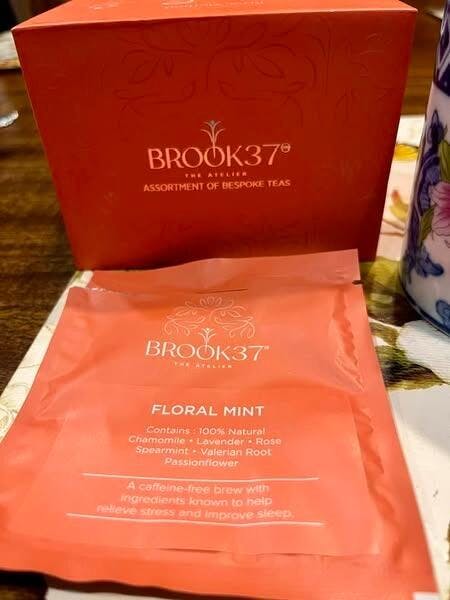 BROOK37
THE ATELIER
ASSORTMENT OF BESPOKE TEAS
BROOK37
THE ATELIER
FLORAL MINT
Contains : 100% Natural
Chamomile • Lavender • Rose
Spearmint • Valerian Root
Passionflower
A caffeine-free brew with
ingredients known to help
relieve stress and improve sleep.